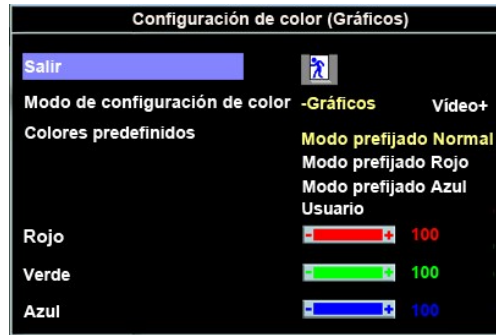 Configuración de color (Gráficos)
Salir
Modo de configuración de color -Gráficos Video+
Colores predefinidos
Modo prefijado Normal
Modo prefijado Rojo
Modo prefijado Azul
Usuario
Rojo - + 100
Verde - + 100
Azul - + 100